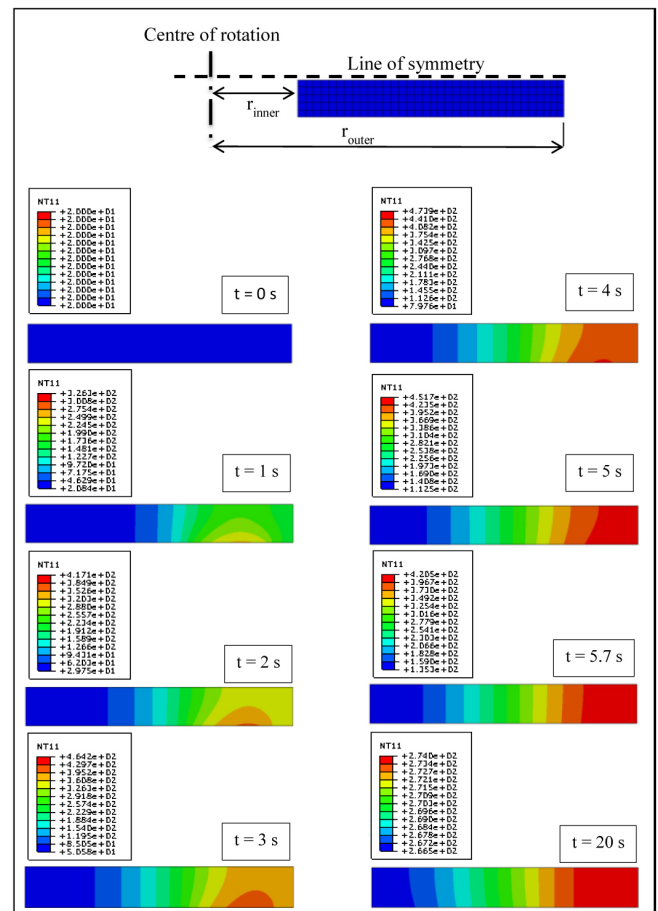 Centre of rotation
Line of symmetry
r inner
r outer
NT11
+2.000e+01
+2.000e+01
+2.000e+01
+2.000e+01
+2.000e+01
+2.000e+01
+2.000e+01
+2.000e+01
+2.000e+01
+2.000e+01
+2.000e+01
+2.000e+01
+2.000e+01
t = 0 s
NT11
+3.263e+02
+3.008e+02
+2.754e+02
+2.499e+02
+2.245e+02
+1.990e+02
+1.736e+02
+1.481e+02
+1.227e+02
+9.720e+01
+7.175e+01
+4.629e+01
+2.084e+01
t = 1 s
NT11
+4.171e+02
+3.849e+02
+3.526e+02
+3.203e+02
+2.880e+02
+2.557e+02
+2.234e+02
+1.912e+02
+1.589e+02
+1.266e+02
+9.431e+01
+6.203e+01
+2.975e+01
t = 2 s
NT11
+4.642e+02
+4.297e+02
+3.952e+02
+3.608e+02
+3.263e+02
+2.918e+02
+2.574e+02
+2.229e+02
+1.884e+02
+1.540e+02
+1.195e+02
+8.505e+01
+5.058e+01
t = 3 s
NT11
+4.739e+02
+4.410e+02
+4.082e+02
+3.754e+02
+3.425e+02
+3.097e+02
+2.768e+02
+2.440e+02
+2.111e+02
+1.783e+02
+1.455e+02
+1.126e+02
+7.976e+01
t = 4 s
NT11
+4.517e+02
+4.235e+02
+3.952e+02
+3.669e+02
+3.386e+02
+3.104e+02
+2.821e+02
+2.538e+02
+2.256e+02
+1.973e+02
+1.690e+02
+1.408e+02
+1.125e+02
t = 5 s
NT11
+4.205e+02
+3.967e+02
+3.730e+02
+3.492e+02
+3.254e+02
+3.016e+02
+2.779e+02
+2.541e+02
+2.303e+02
+2.066e+02
+1.828e+02
+1.590e+02
+1.353e+02
t = 5.7 s
NT11
+2.740e+02
+2.734e+02
+2.727e+02
+2.721e+02
+2.715e+02
+2.709e+02
+2.703e+02
+2.696e+02
+2.690e+02
+2.684e+02
+2.678e+02
+2.672e+02
+2.665e+02
t = 20 s